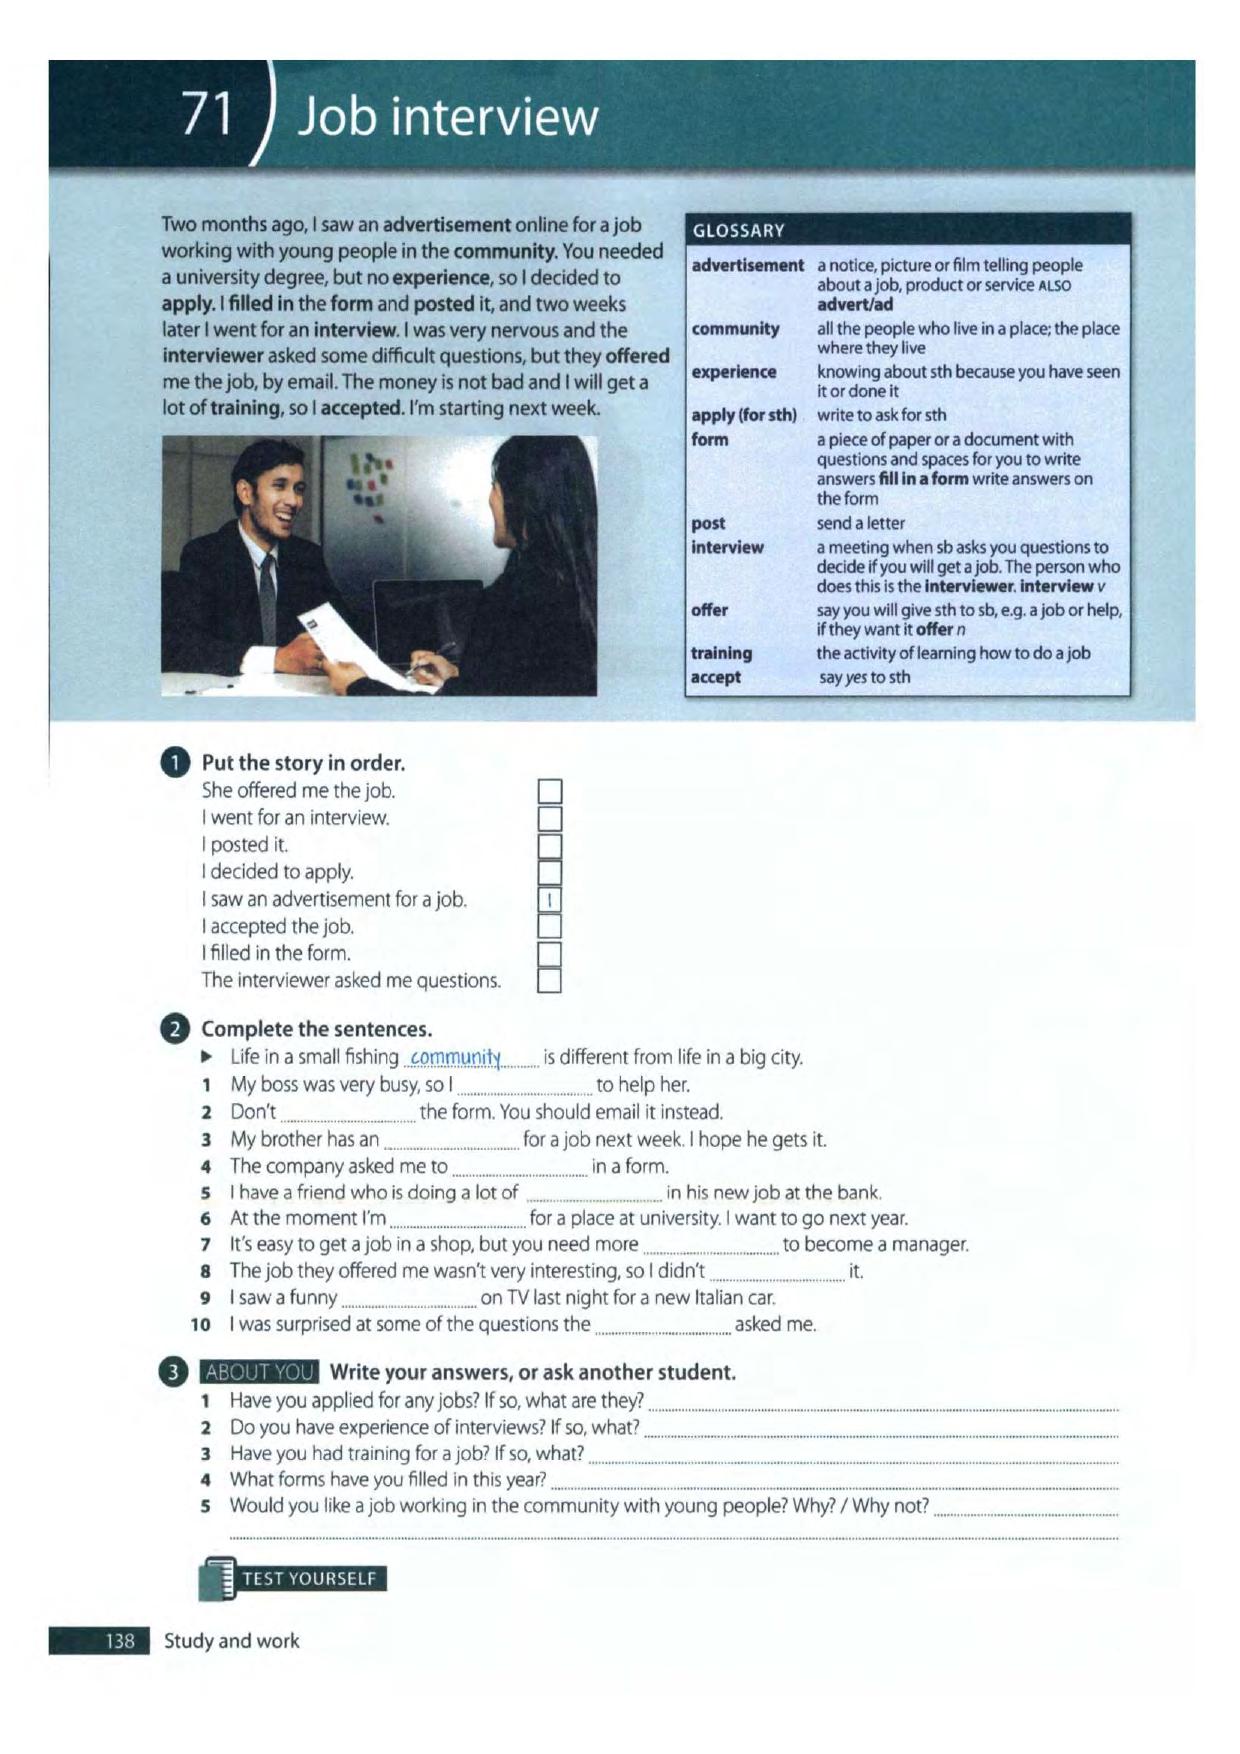 71 Job interview
Two months ago, I saw an advertisement online for a job
working with young people in the community. You needed
a university degree, but no experience, so I decided to
apply. I filled in the form and posted it, and two weeks
later I went for an interview. I was very nervous and the
interviewer asked some difficult questions, but they offered
me the job, by email. The money is not bad and I will get a
lot of training, so I accepted. I'm starting next week.
GLOSSARY
advertisement a notice, picture or film telling people
about a job, product or service ALSO
advert/ad
community all the people who live in a place; the place
where they live
experience knowing about sth because you have seen
it or done it
apply (for sth) write to ask for sth
form a piece of paper or a document with
questions and spaces for you to write
answers fill in a form write answers on
the form
post send a letter
interview a meeting when sb asks you questions to
decide if you will get a job. The person who
does this is the interviewer. interview v
offer say you will give sth to sb, e.g. a job or help,
if they want it offer n
training the activity of learning how to do a job
accept say yes to sth
1 Put the story in order.
She offered me the job.
I went for an interview.
I posted it.
I decided to apply.
I saw an advertisement for a job. 1
I accepted the job.
I filled in the form.
The interviewer asked me questions.
2 Complete the sentences.
► Life in a small fishing community is different from life in a big city.
1 My boss was very busy, so I ........ to help her.
2 Don't ........ the form. You should email it instead.
3 My brother has an ........ for a job next week. I hope he gets it.
4 The company asked me to ........ in a form.
5 I have a friend who is doing a lot of ........ in his new job at the bank.
6 At the moment I'm ........ for a place at university. I want to go next year.
7 It's easy to get a job in a shop, but you need more ........ to become a manager.
8 The job they offered me wasn't very interesting, so I didn't ........ it.
9 I saw a funny ........ on TV last night for a new Italian car.
10 I was surprised at some of the questions the ........ asked me.
3 ABOUT YOU Write your answers, or ask another student.
1 Have you applied for any jobs? If so, what are they?
2 Do you have experience of interviews? If so, what?
3 Have you had training for a job? If so, what?
4 What forms have you filled in this year?
5 Would you like a job working in the community with young people? Why? / Why not?
TEST YOURSELF
138 Study and work